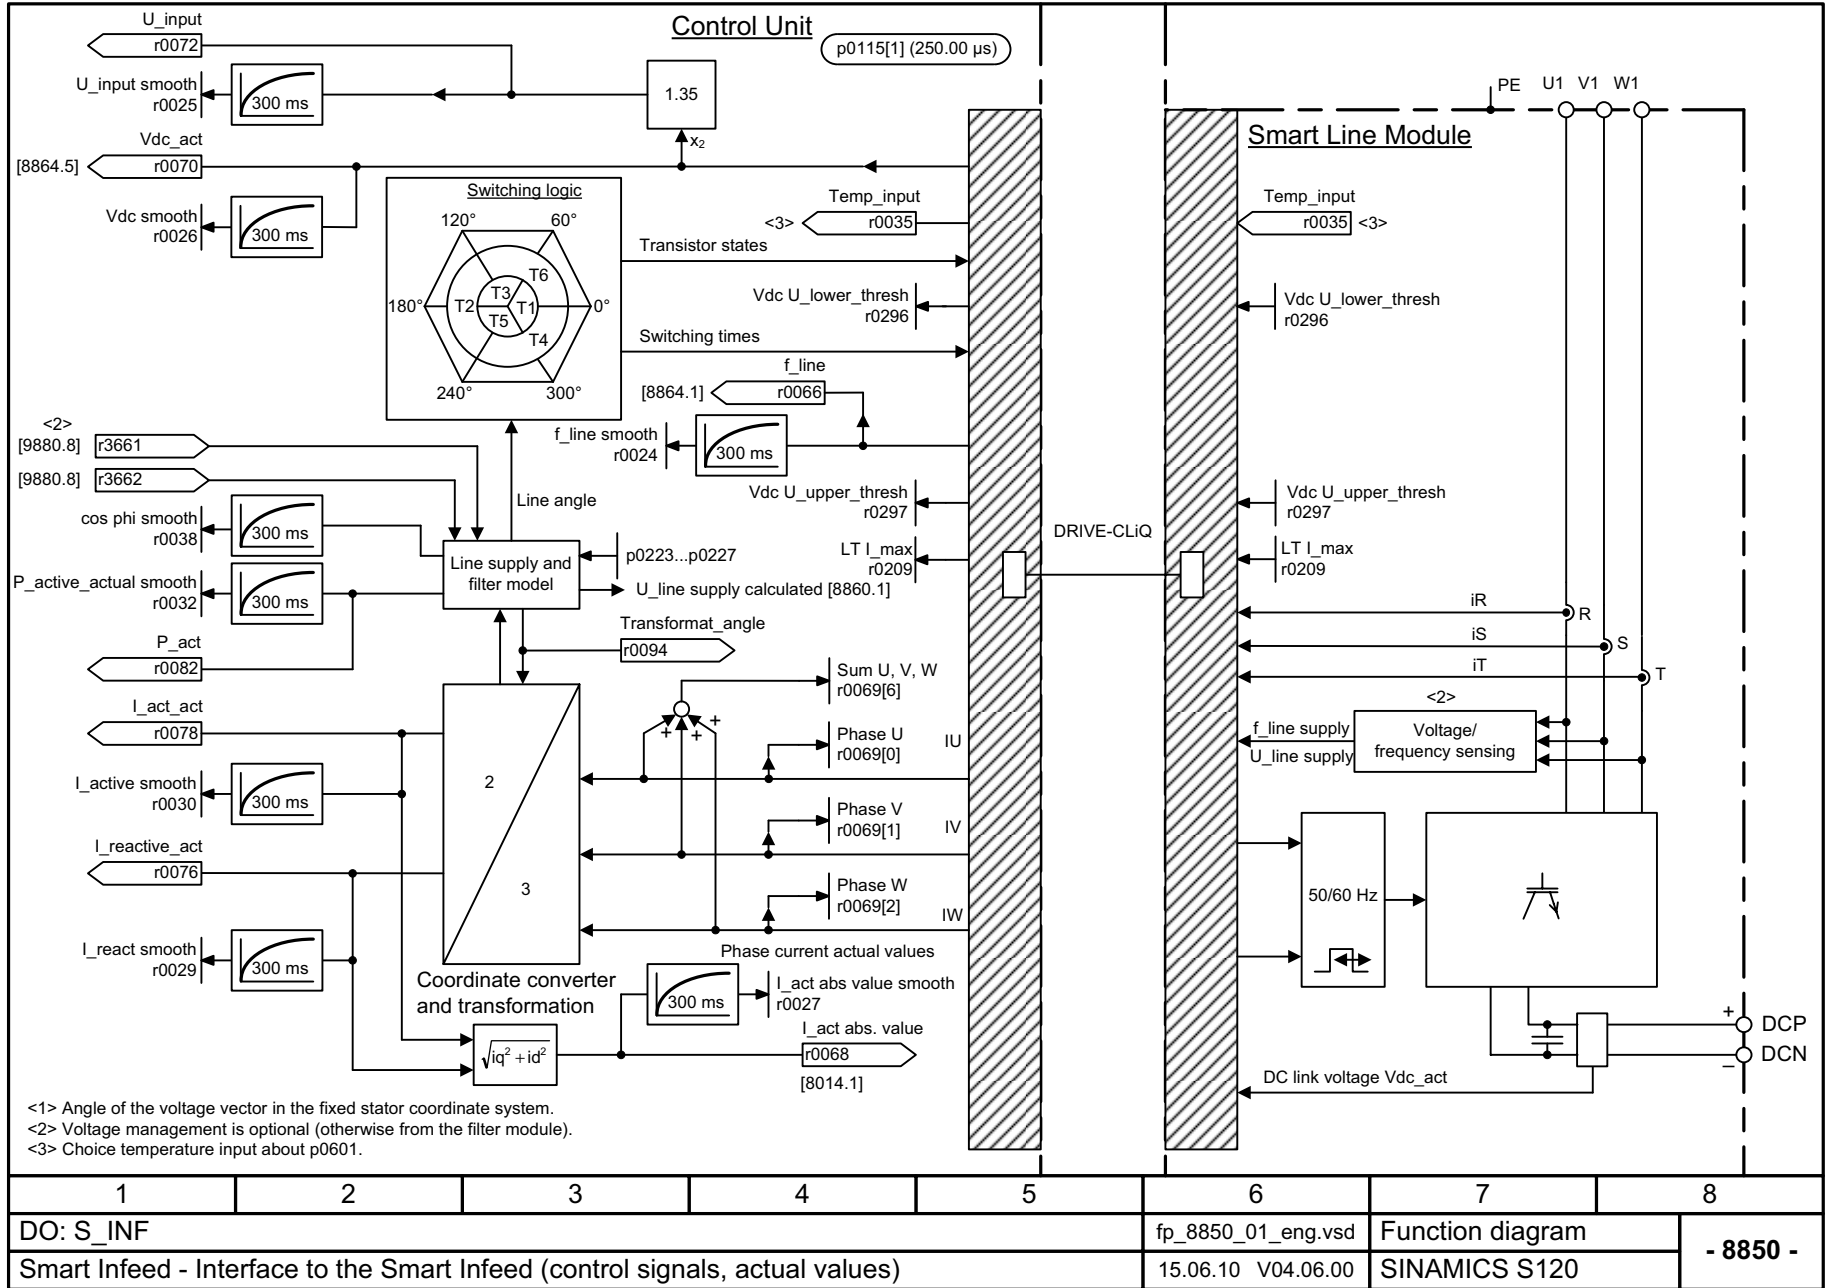 Control Unit
p0115[1] (250.00 µs)
U_input
r0072
U_input smooth
r0025
300 ms
1.35
x2
Vdc_act
[8864.5]
r0070
Vdc smooth
r0026
300 ms
Switching logic
120°
60°
180°
0°
240°
300°
T6
T3
T2
T1
T5
T4
Temp_input
<3>
r0035
Transistor states
Vdc U_lower_thresh
r0296
Switching times
f_line
[8864.1]
r0066
f_line smooth
r0024
300 ms
<2>
[9880.8]
r3661
[9880.8]
r3662
Line angle
Vdc U_upper_thresh
r0297
cos phi smooth
r0038
300 ms
Line supply and
filter model
p0223...p0227
U_line supply calculated [8860.1]
LT I_max
r0209
P_active_actual smooth
r0032
300 ms
P_act
r0082
Transformat_angle
r0094
Sum U, V, W
r0069[6]
+
+
+
I_act_act
r0078
Phase U
r0069[0]
IU
I_active smooth
r0030
300 ms
2
3
Phase V
r0069[1]
IV
I_reactive_act
r0076
Phase W
r0069[2]
IW
Phase current actual values
I_react smooth
r0029
300 ms
Coordinate converter
and transformation
300 ms
I_act abs value smooth
r0027
√iq² + id²
I_act abs. value
r0068
[8014.1]
DRIVE-CLiQ
PE
U1
V1
W1
Smart Line Module
Temp_input
r0035
<3>
Vdc U_lower_thresh
r0296
Vdc U_upper_thresh
r0297
LT I_max
r0209
iR
R
iS
S
iT
T
<2>
f_line supply
U_line supply
Voltage/
frequency sensing
50/60 Hz
+
DCP
DCN
–
DC link voltage Vdc_act
<1> Angle of the voltage vector in the fixed stator coordinate system.
<2> Voltage management is optional (otherwise from the filter module).
<3> Choice temperature input about p0601.
1 2 3 4 5 6 7 8
DO: S_INF
fp_8850_01_eng.vsd
Function diagram
- 8850 -
Smart Infeed - Interface to the Smart Infeed (control signals, actual values)
15.06.10 V04.06.00
SINAMICS S120